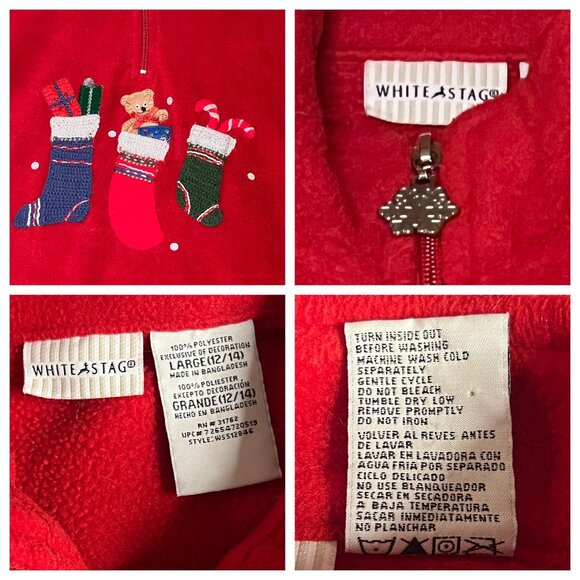 WHITE STAG®
WHITE STAG®
100% POLYESTER
EXCLUSIVE OF DECORATION
LARGE(12/14)
MADE IN BANGLADESH
100% POLIESTER
EXCEPTO DECORACIÓN
GRANDE(12/14)
HECHO EN BANGLADESH
RN # 31762
UPC# 72654720519
STYLE: WS512846
TURN INSIDE OUT
BEFORE WASHING
MACHINE WASH COLD
SEPARATELY
GENTLE CYCLE
DO NOT BLEACH
TUMBLE DRY LOW
REMOVE PROMPTLY
DO NOT IRON
VOLVER AL REVES ANTES
DE LAVAR
LAVAR EN LAVADORA CON
AGUA FRIA POR SEPARADO
CICLO DELICADO
NO USE BLANQUEADOR
SECAR EN SECADORA
A BAJA TEMPERATURA
SACAR INMEDIATAMENTE
NO PLANCHAR